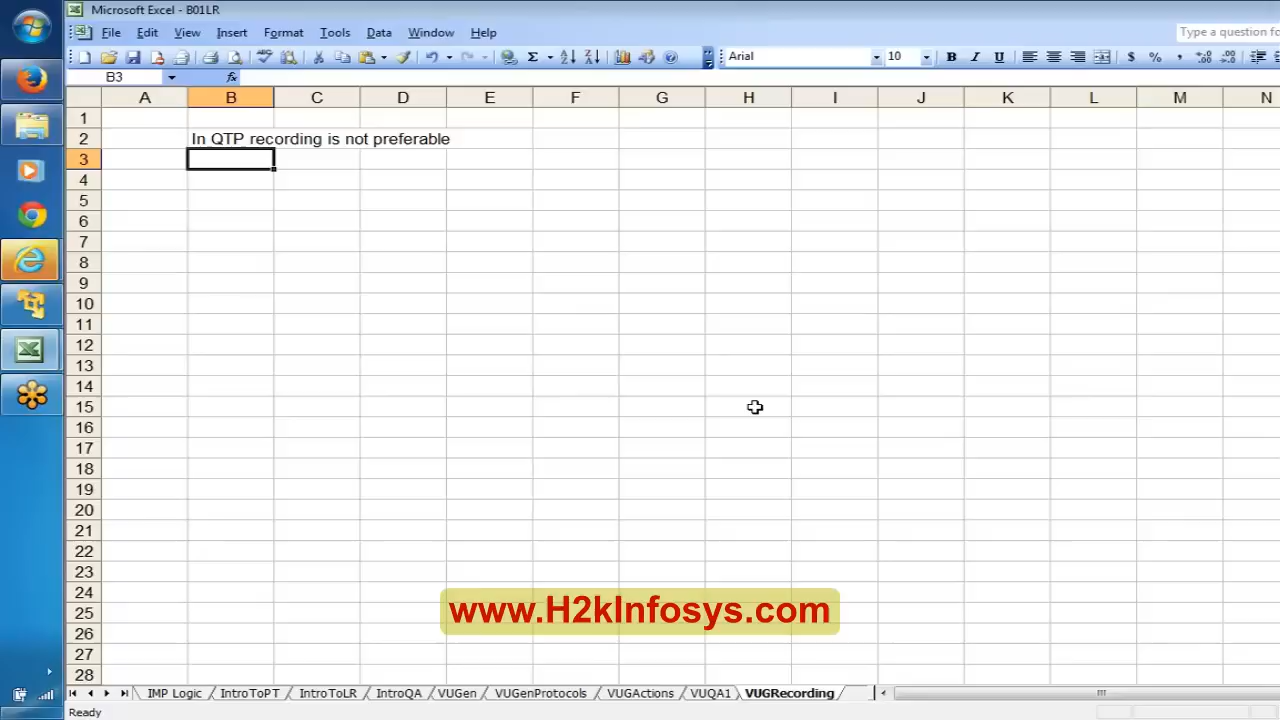 Microsoft Excel - B01LR
File Edit View Insert Format Tools Data Window Help
Type a question fo
Arial 10 B I U $ % ,
B3 fx
A B C D E F G H I J K L M N
1
2 In QTP recording is not preferable
3
4
5
6
7
8
9
10
11
12
13
14
15
16
17
18
19
20
21
22
23
24
www.H2kInfosys.com
25
26
27
28
IMP Logic IntroToPT IntroToLR IntroQA VUGen VUGenProtocols VUGActions VUQA1 VUGRecording
Ready